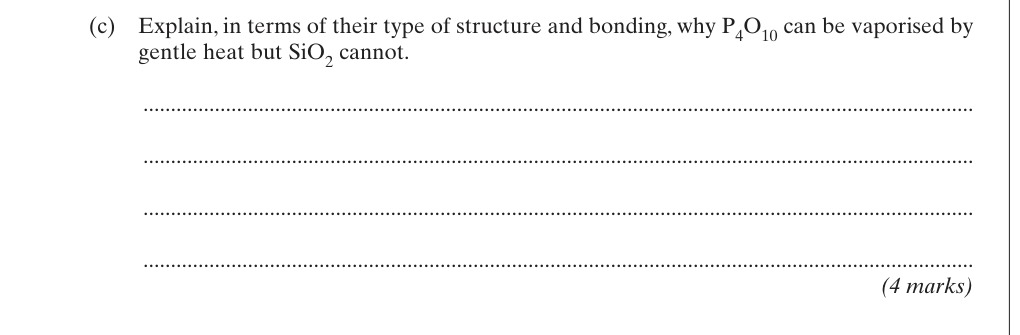 (c) Explain, in terms of their type of structure and bonding, why P₄O₁₀ can be vaporised by
gentle heat but SiO₂ cannot.
(4 marks)